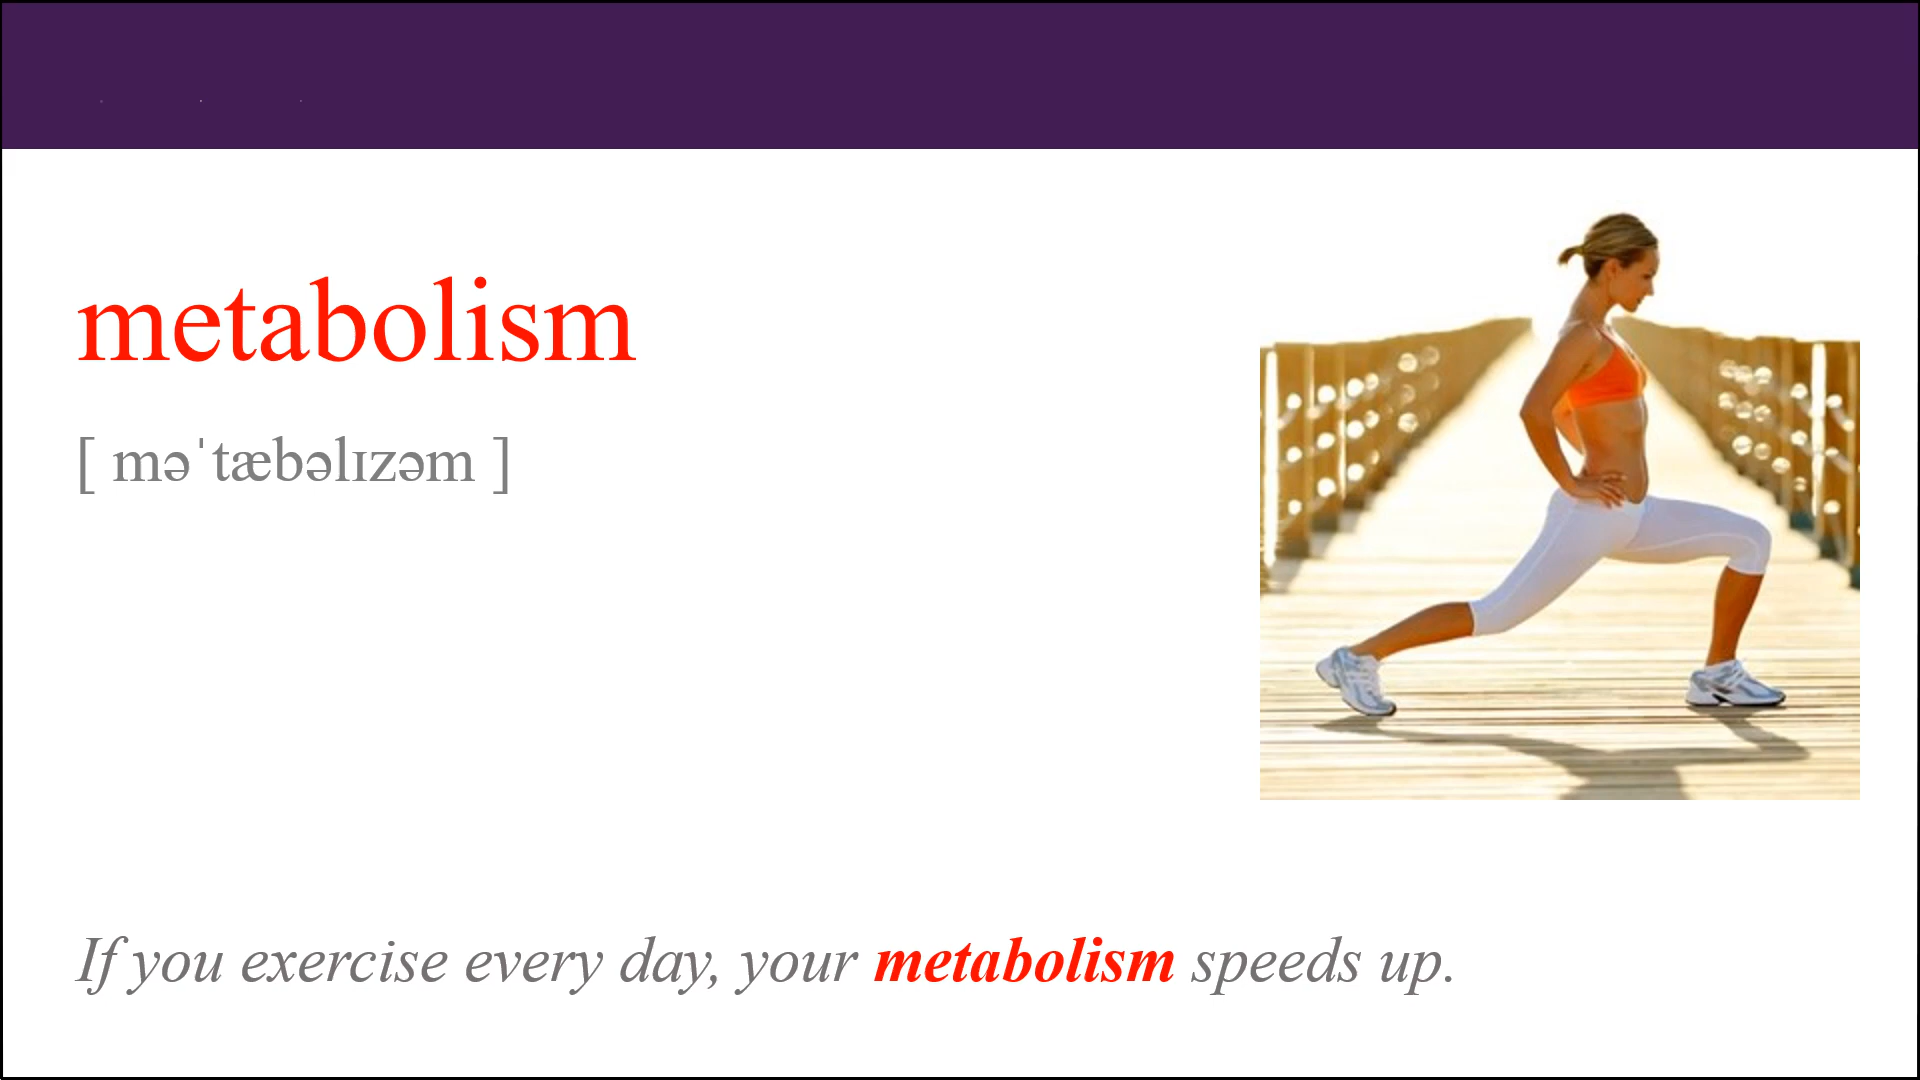 metabolism
[ məˈtæbəlɪzəm ]
If you exercise every day, your metabolism speeds up.